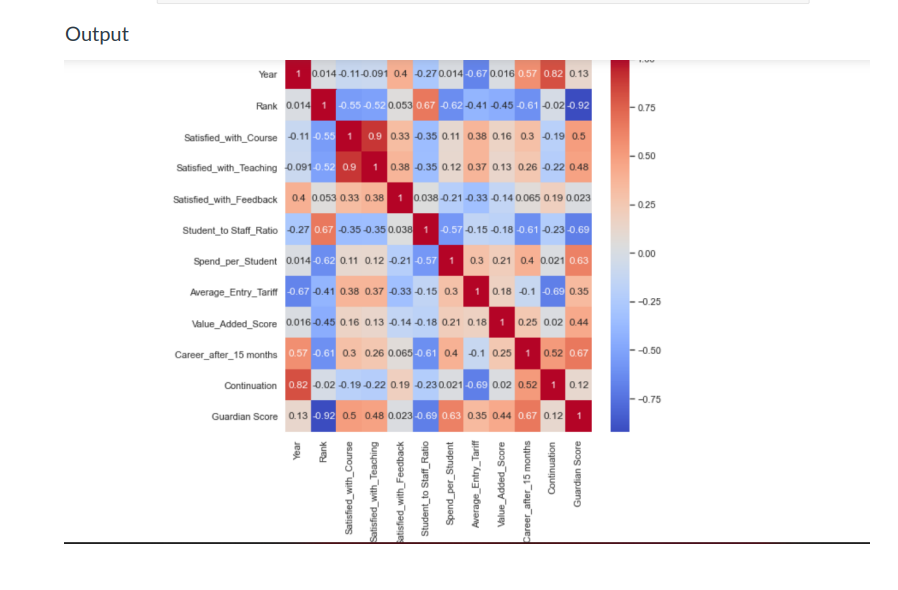 Output
1.00
Year 1 0.014 -0.11 -0.091 0.4 -0.27 0.014 -0.67 0.016 0.57 0.82 0.13
Rank 0.014 1 -0.55 -0.52 0.053 0.67 -0.62 -0.41 -0.45 -0.61 -0.02 -0.92
0.75
Satisfied_with_Course -0.11 -0.55 1 0.9 0.33 -0.35 0.11 0.38 0.16 0.3 -0.19 0.5
0.50
Satisfied_with_Teaching -0.091 -0.52 0.9 1 0.38 -0.35 0.12 0.37 0.13 0.26 -0.22 0.48
Satisfied_with_Feedback 0.4 0.053 0.33 0.38 1 0.038 -0.21 -0.33 -0.14 0.065 0.19 0.023
0.25
Student_to Staff_Ratio -0.27 0.67 -0.35 -0.35 0.038 1 -0.57 -0.15 -0.18 -0.61 -0.23 -0.69
Spend_per_Student 0.014 -0.62 0.11 0.12 -0.21 -0.57 1 0.3 0.21 0.4 0.021 0.63
0.00
Average_Entry_Tariff -0.67 -0.41 0.38 0.37 -0.33 -0.15 0.3 1 0.18 -0.1 -0.69 0.35
-0.25
Value_Added_Score 0.016 -0.45 0.16 0.13 -0.14 -0.18 0.21 0.18 1 0.25 0.02 0.44
Career_after_15 months 0.57 -0.61 0.3 0.26 0.065 -0.61 0.4 -0.1 0.25 1 0.52 0.67
-0.50
Continuation 0.82 -0.02 -0.19 -0.22 0.19 -0.23 0.021 -0.69 0.02 0.52 1 0.12
-0.75
Guardian Score 0.13 -0.92 0.5 0.48 0.023 -0.69 0.63 0.35 0.44 0.67 0.12 1
Year
Rank
Satisfied_with_Course
Satisfied_with_Teaching
atisfied_with_Feedback
Student_to Staff_Ratio
Spend_per_Student
Average_Entry_Tariff
Value_Added_Score
Career_after_15 months
Continuation
Guardian Score